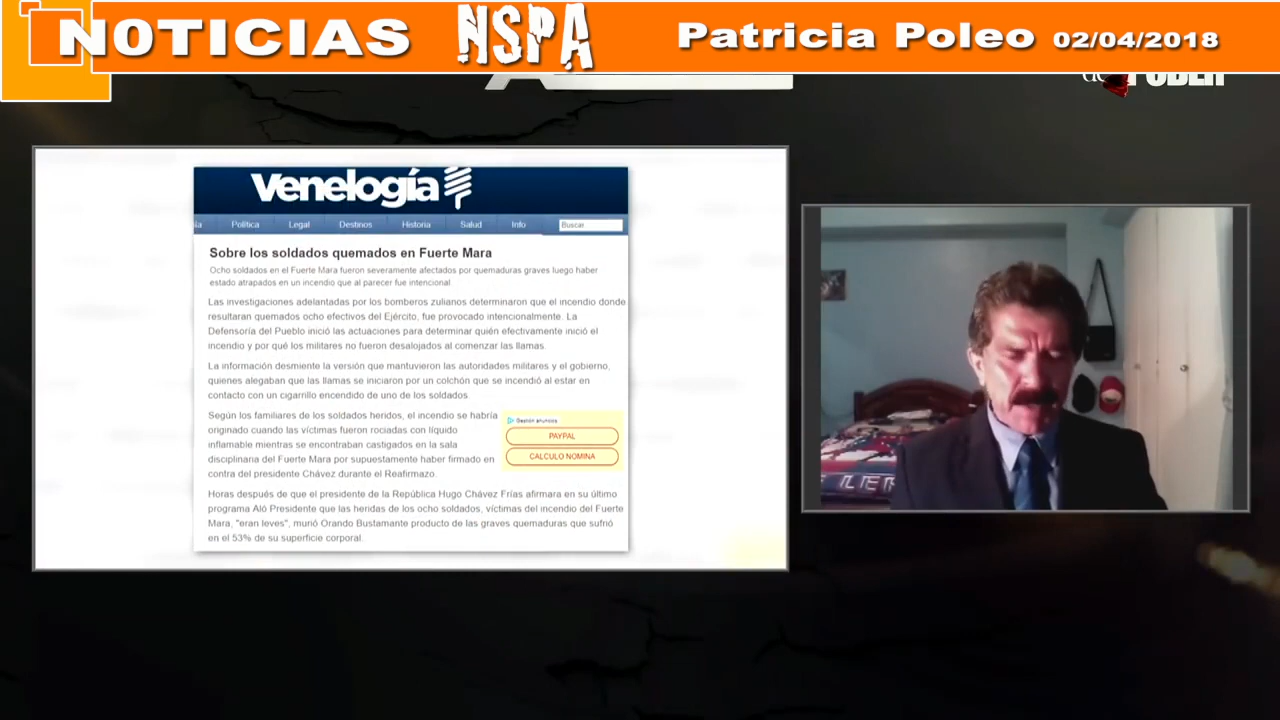 N0TICIAS
NSPA
Patricia Poleo 02/04/2018
Venelogía
Política Legal Destinos Historia Salud Info Buscar
Sobre los soldados quemados en Fuerte Mara
Ocho soldados en el Fuerte Mara fueron severamente afectados por quemaduras graves luego haber
estado atrapados en un incendio que al parecer fue intencional
Las investigaciones adelantadas por los bomberos zulianos determinaron que el incendio donde
resultaran quemados ocho efectivos del Ejército, fue provocado intencionalmente. La
Defensoría del Pueblo inició las actuaciones para determinar quién efectivamente inició el
incendio y por qué los militares no fueron desalojados al comenzar las llamas.
La información desmiente la versión que mantuvieron las autoridades militares y el gobierno,
quienes alegaban que las llamas se iniciaron por un colchón que se incendió al estar en
contacto con un cigarrillo encendido de uno de los soldados
Según los familiares de los soldados heridos, el incendio se habría
originado cuando las víctimas fueron rociadas con líquido
inflamable mientras se encontraban castigados en la sala
disciplinaria del Fuerte Mara por supuestamente haber firmado en
contra del presidente Chávez durante el Reafirmazo.
Gestión anuncios
PAYPAL
CALCULO NOMINA
Horas después de que el presidente de la República Hugo Chávez Frías afirmara en su último
programa Aló Presidente que las heridas de los ocho soldados, víctimas del incendio del Fuerte
Mara, "eran leves", murió Orando Bustamante producto de las graves quemaduras que sufrió
en el 53% de su superficie corporal.